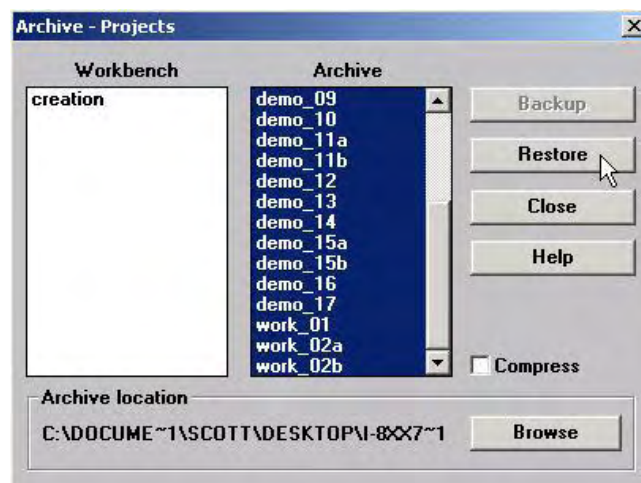 Archive - Projects
Workbench
Archive
creation
demo_09
demo_10
demo_11a
demo_11b
demo_12
demo_13
demo_14
demo_15a
demo_15b
demo_16
demo_17
work_01
work_02a
work_02b
Backup
Restore
Close
Help
Compress
Archive location
C:\DOCUME~1\SCOTT\DESKTOP\I-8XX7~1
Browse